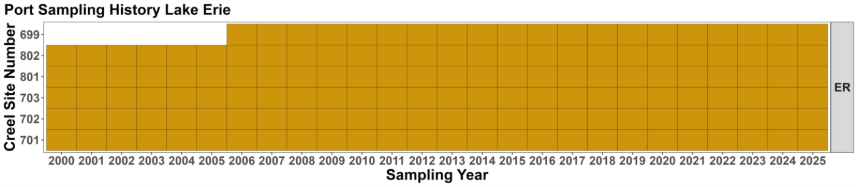 Port Sampling History Lake Erie
Creel Site Number
699
802
801
703
702
701
ER
2000 2001 2002 2003 2004 2005 2006 2007 2008 2009 2010 2011 2012 2013 2014 2015 2016 2017 2018 2019 2020 2021 2022 2023 2024 2025
Sampling Year